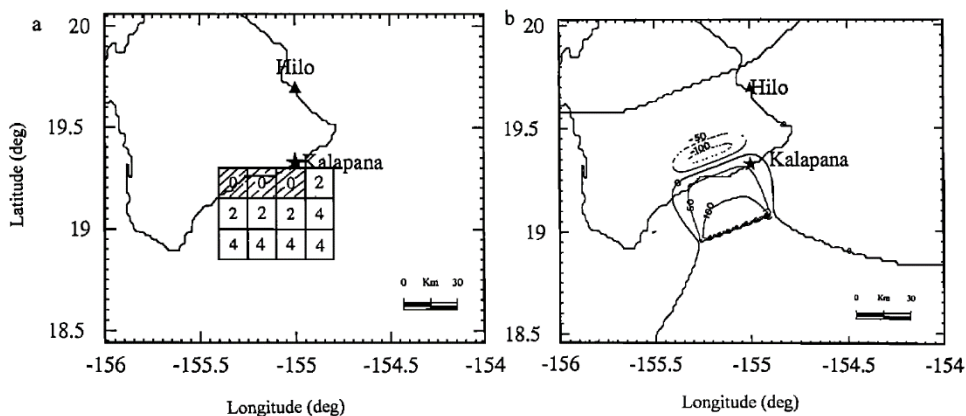 a
20
19.5
19
18.5
Latitude (deg)
Hilo
Kalapana
0 0 0 2
2 2 2 4
4 4 4 4
0 Km 30
-156 -155.5 -155 -154.5 -154
Longitude (deg)
b
20
19.5
19
18.5
Hilo
0
-50
-100
Kalapana
0
50
100
0
0 Km 30
-156 -155.5 -155 -154.5 -154
Longitude (deg)